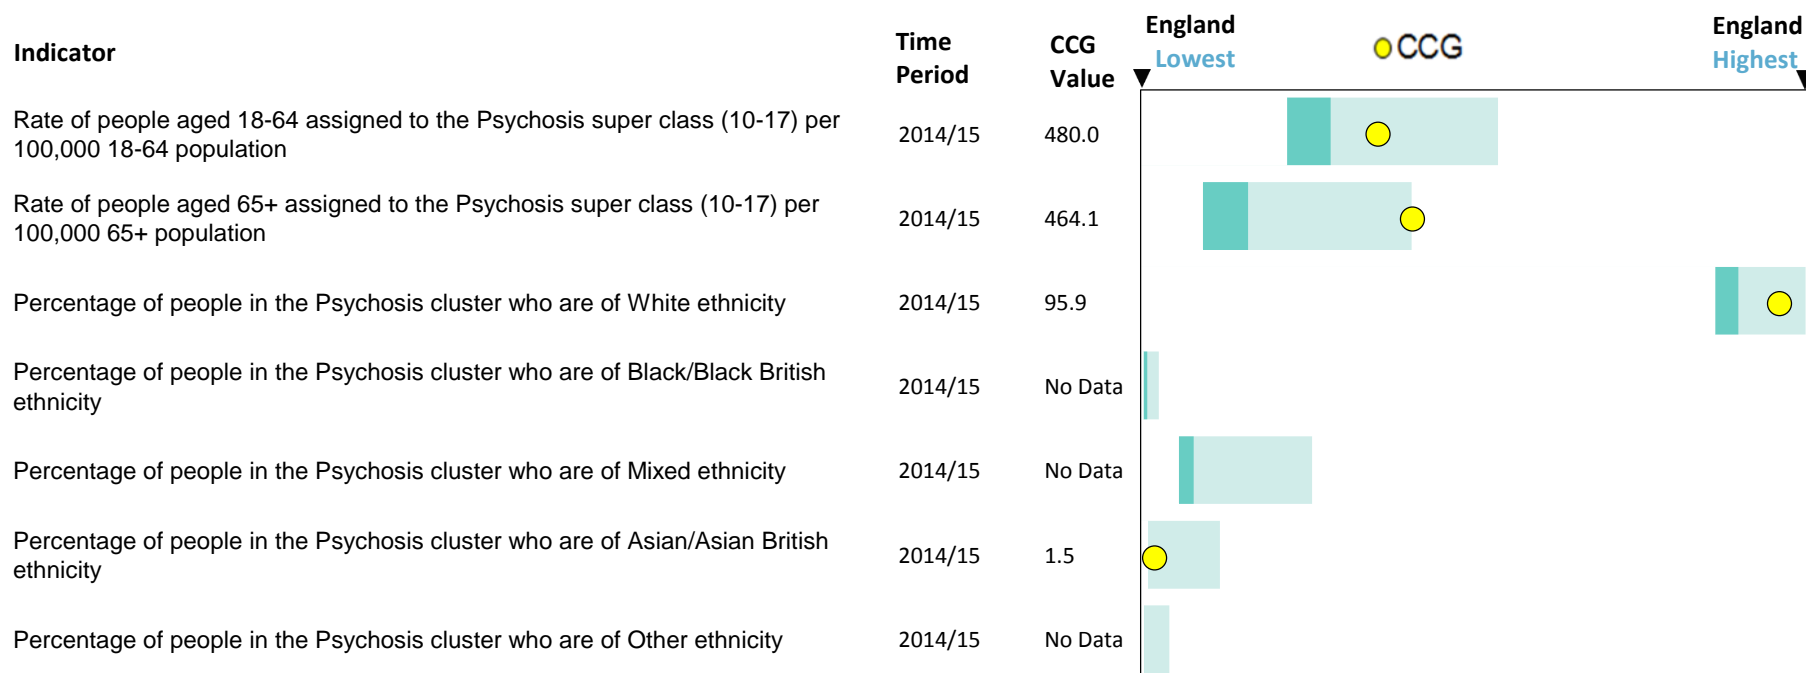 Indicator
Time
Period
CCG
Value
England
Lowest
CCG
England
Highest
Rate of people aged 18-64 assigned to the Psychosis super class (10-17) per
100,000 18-64 population
2014/15
480.0
Rate of people aged 65+ assigned to the Psychosis super class (10-17) per
100,000 65+ population
2014/15
464.1
Percentage of people in the Psychosis cluster who are of White ethnicity
2014/15
95.9
Percentage of people in the Psychosis cluster who are of Black/Black British
ethnicity
2014/15
No Data
Percentage of people in the Psychosis cluster who are of Mixed ethnicity
2014/15
No Data
Percentage of people in the Psychosis cluster who are of Asian/Asian British
ethnicity
2014/15
1.5
Percentage of people in the Psychosis cluster who are of Other ethnicity
2014/15
No Data